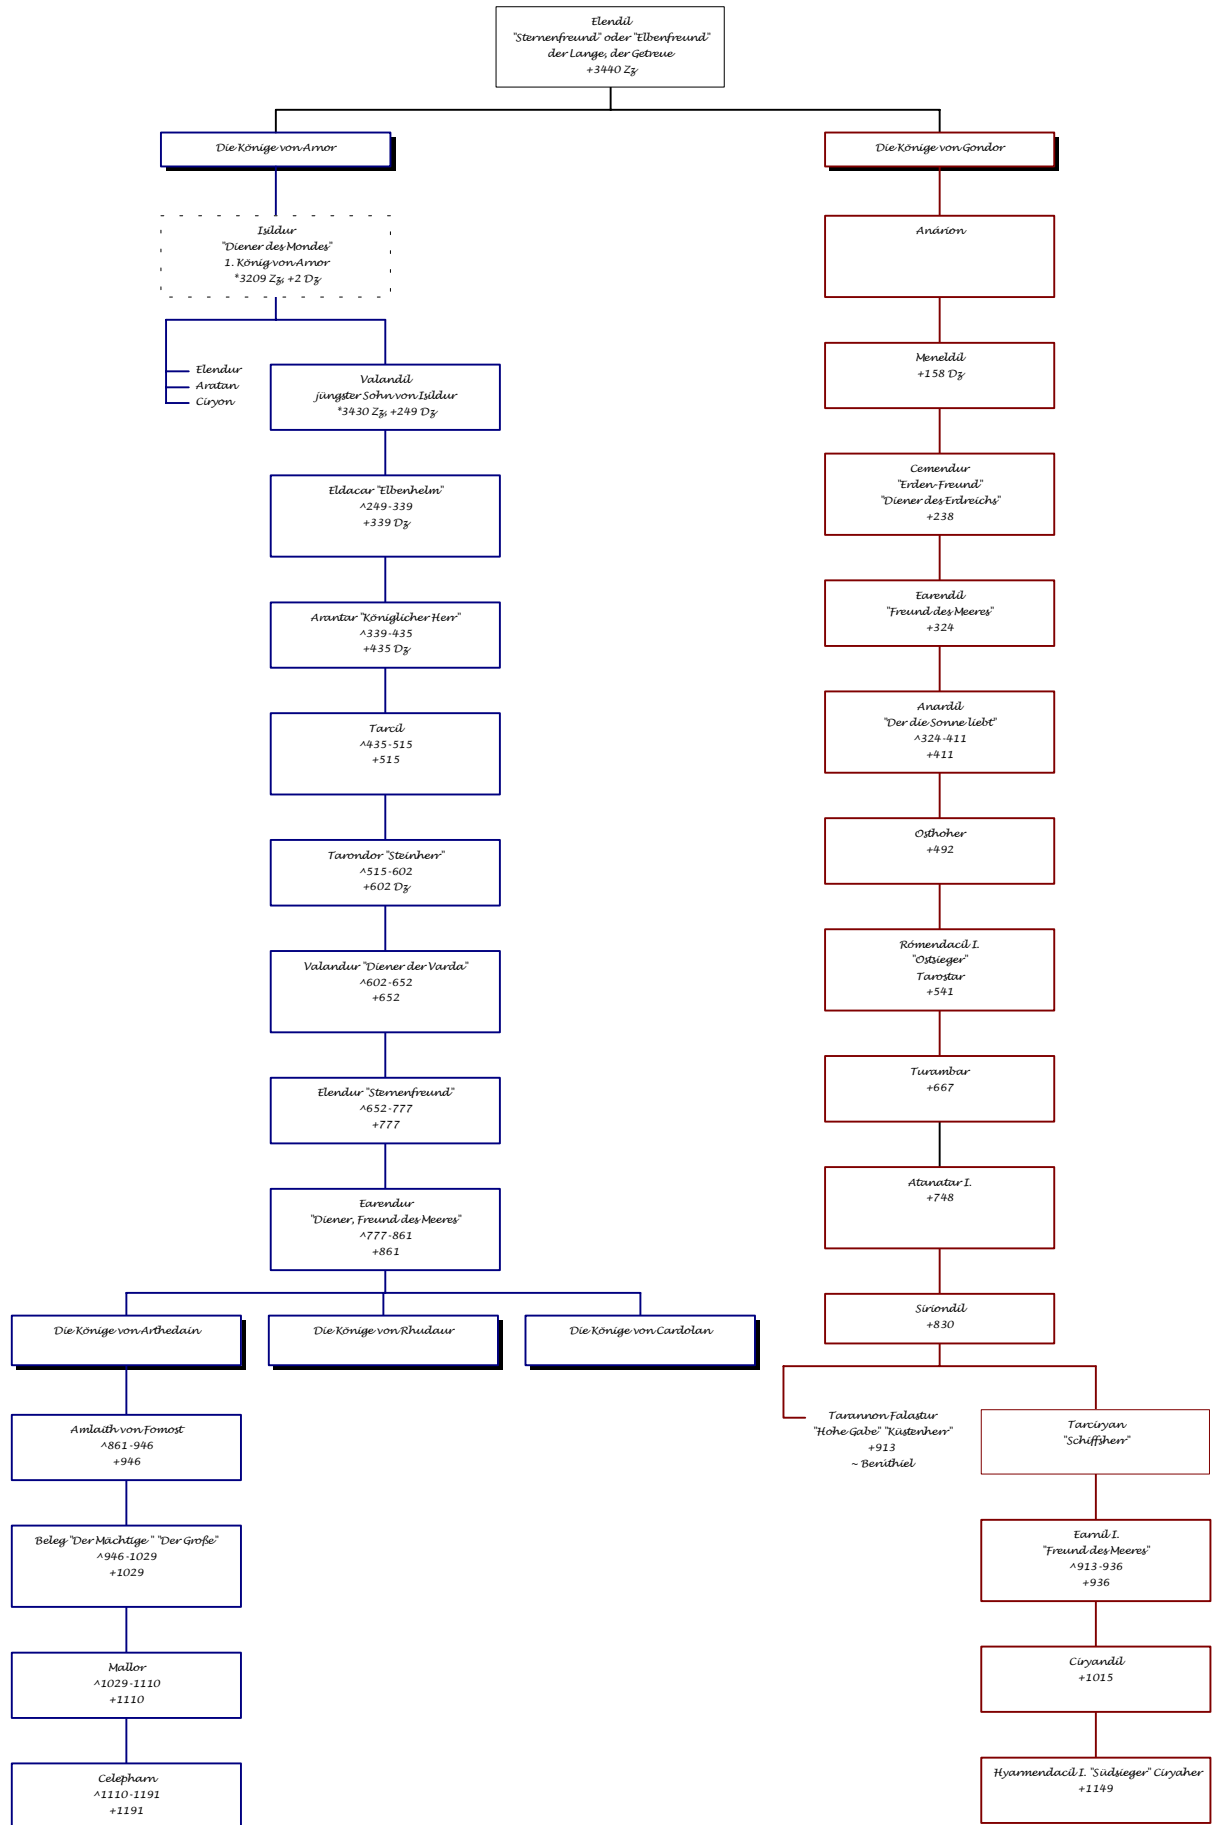 Elendil
"Sternenfreund" oder "Elbenfreund"
der Lange, der Getreue
+3440 Zz
Die Könige von Arnor
Die Könige von Gondor
Isildur
"Diener des Mondes"
1. König von Arnor
*3209 Zz, +2 Dz
Elendur
Aratan
Ciryon
Valandil
jüngster Sohn von Isildur
*3430 Zz, +249 Dz
Eldacar "Elbenhelm"
^249-339
+339 Dz
Arantar "Königlicher Herr"
^339-435
+435 Dz
Tarcil
^435-515
+515
Tarondor "Steinherr"
^515-602
+602 Dz
Valandur "Diener der Varda"
^602-652
+652
Elendur "Sternenfreund"
^652-777
+777
Earendur
"Diener, Freund des Meeres"
^777-861
+861
Die Könige von Arthedain
Die Könige von Rhudaur
Die Könige von Cardolan
Amlaith von Fornost
^861-946
+946
Beleg "Der Mächtige" "Der Große"
^946-1029
+1029
Mallor
^1029-1110
+1110
Celepharn
^1110-1191
+1191
Anárion
Meneldil
+158 Dz
Cemendur
"Erden-Freund"
"Diener des Erdreichs"
+238
Earendil
"Freund des Meeres"
+324
Anardil
"Der die Sonne liebt"
^324-411
+411
Osthoher
+492
Rómendacil I.
"Ostsieger"
Tarostar
+541
Turambar
+667
Atanatar I.
+748
Siriondil
+830
Tarannon Falastur
"Hohe Gabe" "Küstenherr"
+913
~ Berúthiel
Tarciryan
"Schiffsherr"
Earnil I.
"Freund des Meeres"
^913-936
+936
Ciryandil
+1015
Hyarmendacil I. "Südsieger" Ciryaher
+1149